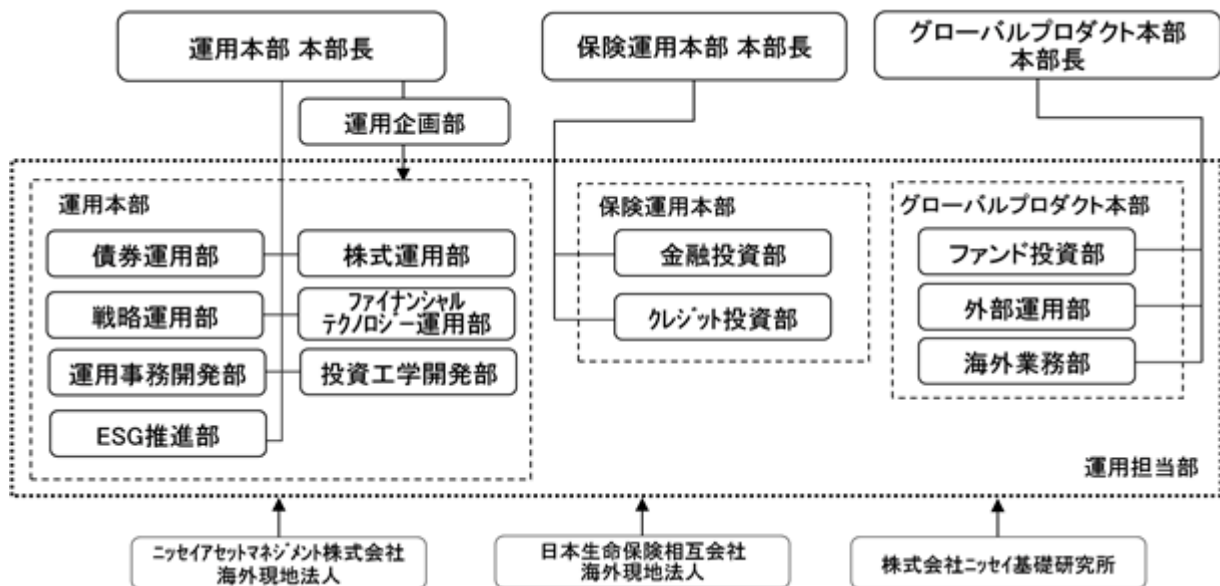 運用本部 本部長
保険運用本部 本部長
グローバルプロダクト本部
本部長
運用企画部
運用本部
債券運用部
株式運用部
戦略運用部
ファイナンシャル
テクノロジー運用部
運用事務開発部
投資工学開発部
ESG推進部
保険運用本部
金融投資部
クレジット投資部
グローバルプロダクト本部
ファンド投資部
外部運用部
海外業務部
運用担当部
ニッセイアセットマネジメント株式会社
海外現地法人
日本生命保険相互会社
海外現地法人
株式会社ニッセイ基礎研究所